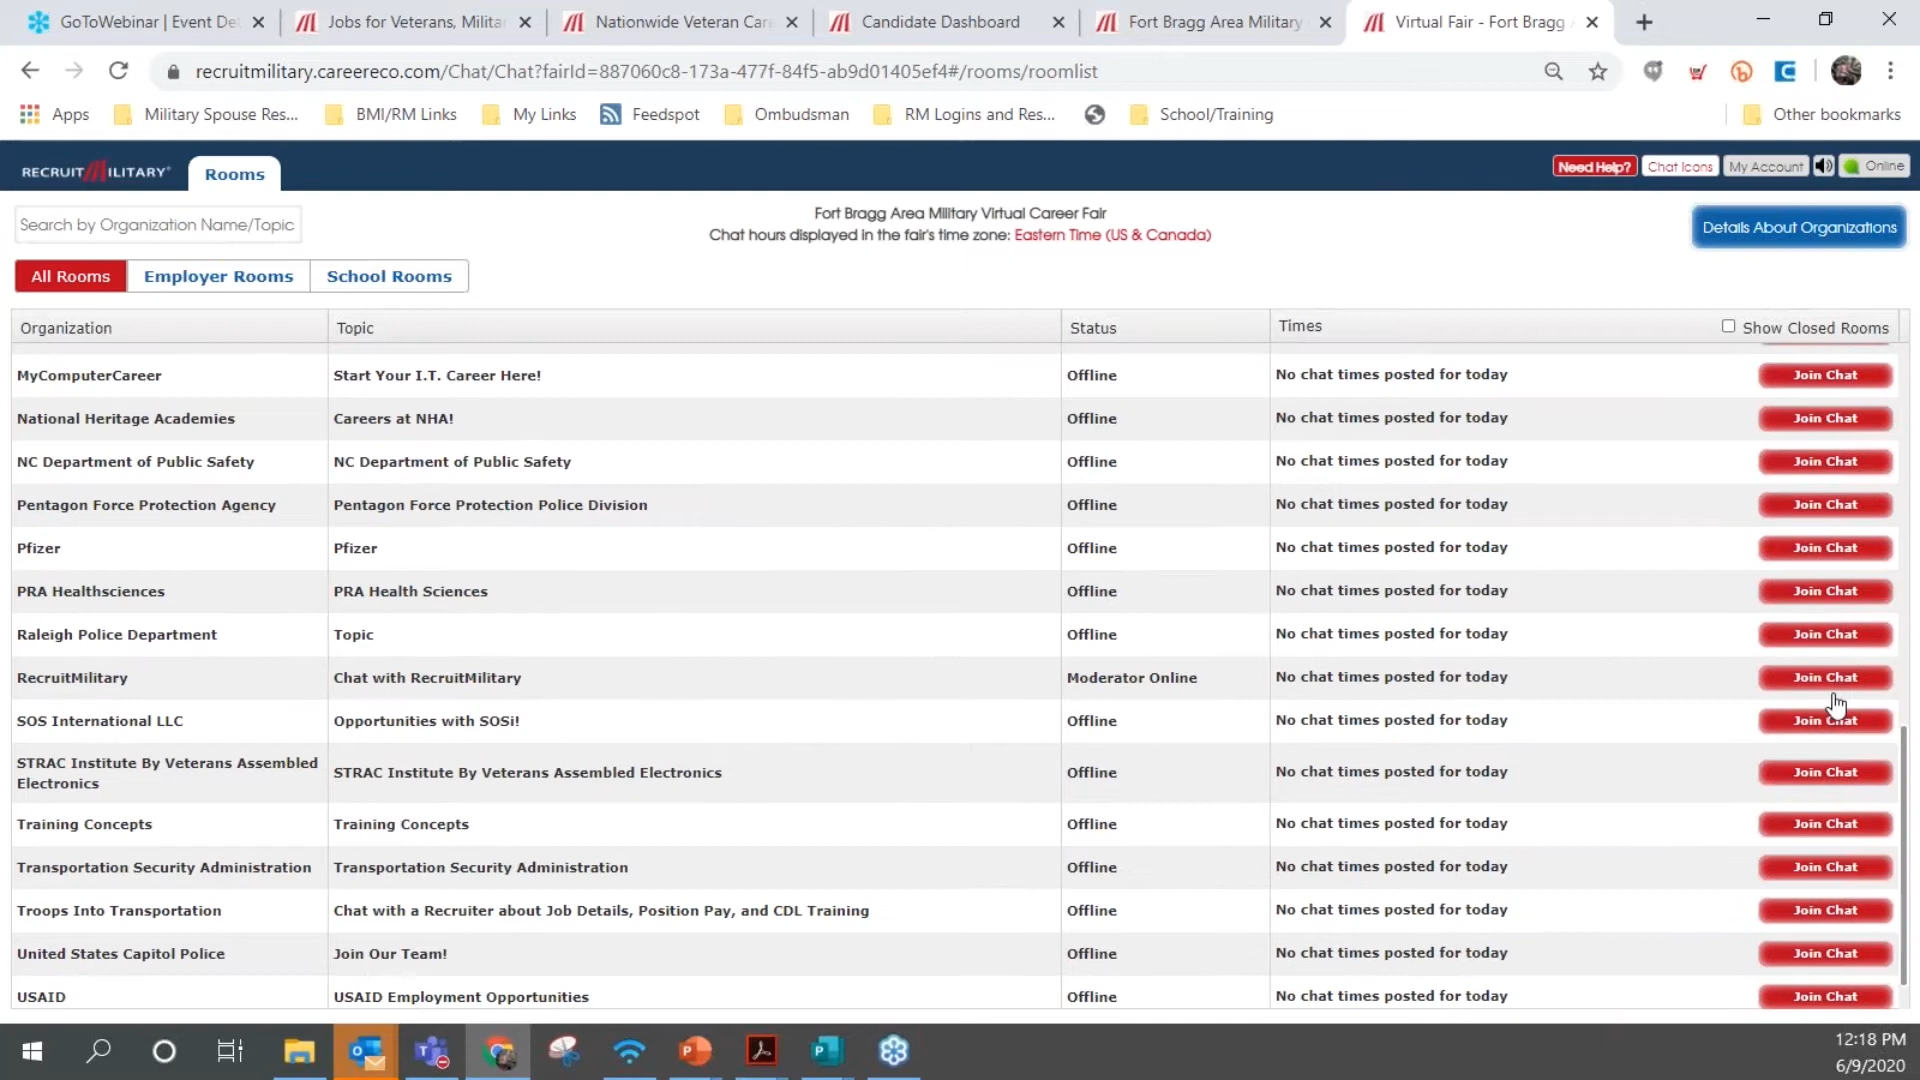 GoToWebinar | Event De
Jobs for Veterans, Milita
Nationwide Veteran Care
Candidate Dashboard
Fort Bragg Area Military
Virtual Fair - Fort Bragg A
recruitmilitary.careereco.com/Chat/Chat?fairId=887060c8-173a-477f-84f5-ab9d01405ef4#/rooms/roomlist
Apps
Military Spouse Res...
BMI/RM Links
My Links
Feedspot
Ombudsman
RM Logins and Res...
School/Training
Other bookmarks
RECRUITMILITARY
Rooms
Need Help?
Chat Icons
My Account
Online
Search by Organization Name/Topic
Fort Bragg Area Military Virtual Career Fair
Chat hours displayed in the fair's time zone: Eastern Time (US & Canada)
Details About Organizations
All Rooms
Employer Rooms
School Rooms
Organization Topic Status Times Show Closed Rooms
MyComputerCareer Start Your I.T. Career Here! Offline No chat times posted for today Join Chat
National Heritage Academies Careers at NHA! Offline No chat times posted for today Join Chat
NC Department of Public Safety NC Department of Public Safety Offline No chat times posted for today Join Chat
Pentagon Force Protection Agency Pentagon Force Protection Police Division Offline No chat times posted for today Join Chat
Pfizer Pfizer Offline No chat times posted for today Join Chat
PRA Healthsciences PRA Health Sciences Offline No chat times posted for today Join Chat
Raleigh Police Department Topic Offline No chat times posted for today Join Chat
RecruitMilitary Chat with RecruitMilitary Moderator Online No chat times posted for today Join Chat
SOS International LLC Opportunities with SOSi! Offline No chat times posted for today Join Chat
STRAC Institute By Veterans Assembled
Electronics STRAC Institute By Veterans Assembled Electronics Offline No chat times posted for today Join Chat
Training Concepts Training Concepts Offline No chat times posted for today Join Chat
Transportation Security Administration Transportation Security Administration Offline No chat times posted for today Join Chat
Troops Into Transportation Chat with a Recruiter about Job Details, Position Pay, and CDL Training Offline No chat times posted for today Join Chat
United States Capitol Police Join Our Team! Offline No chat times posted for today Join Chat
USAID USAID Employment Opportunities Offline No chat times posted for today Join Chat
12:18 PM
6/9/2020